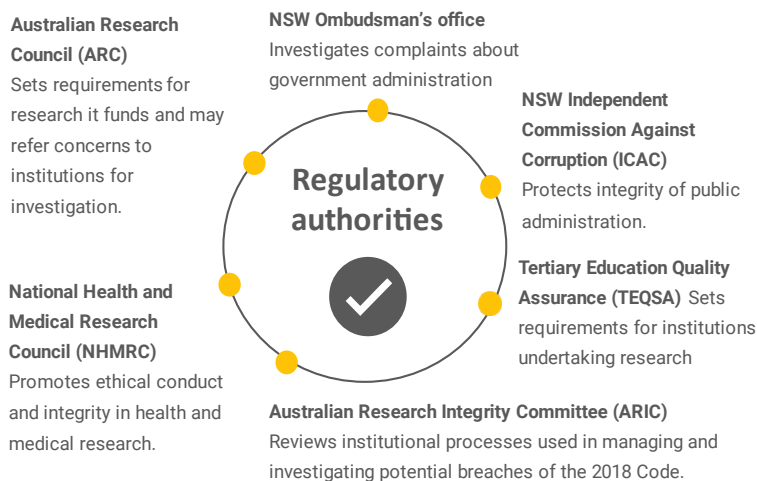 Australian Research
Council (ARC)
Sets requirements for
research it funds and may
refer concerns to
institutions for
investigation.
NSW Ombudsman’s office
Investigates complaints about
government administration
NSW Independent
Commission Against
Corruption (ICAC)
Protects integrity of public
administration.
Regulatory
authorities
Tertiary Education Quality
Assurance (TEQSA) Sets
requirements for institutions
undertaking research
National Health and
Medical Research
Council (NHMRC)
Promotes ethical conduct
and integrity in health and
medical research.
Australian Research Integrity Committee (ARIC)
Reviews institutional processes used in managing and
investigating potential breaches of the 2018 Code.